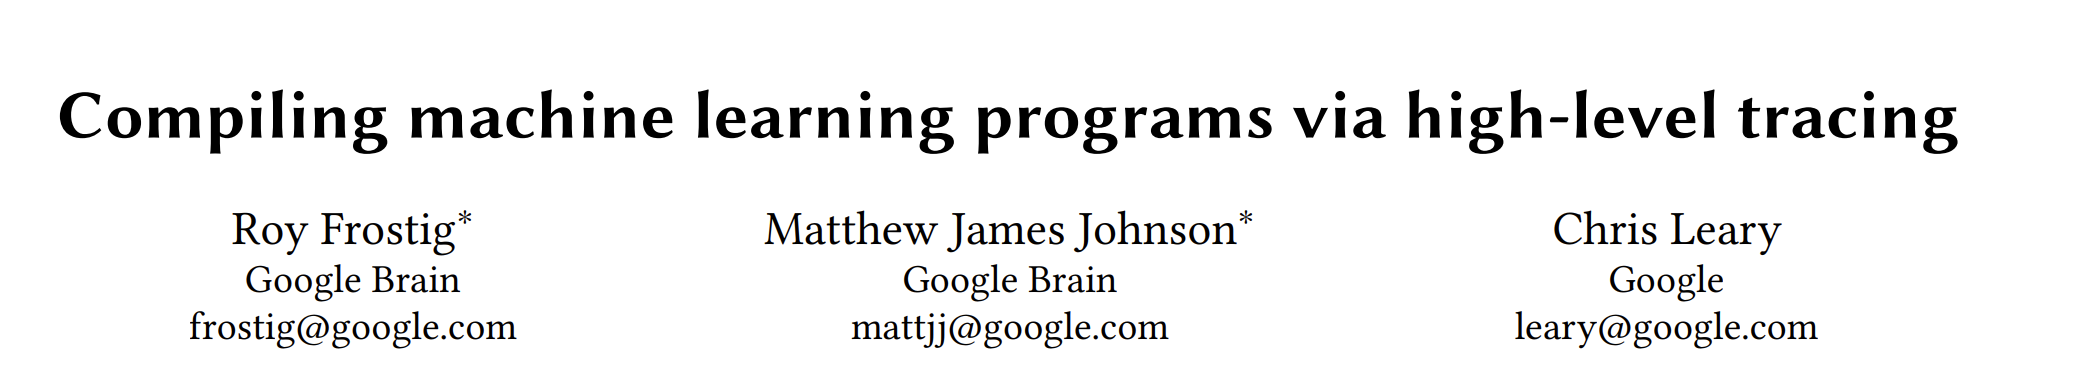 Compiling machine learning programs via high-level tracing
Roy Frostig*
Google Brain
frostig@google.com
Matthew James Johnson*
Google Brain
mattjj@google.com
Chris Leary
Google
leary@google.com